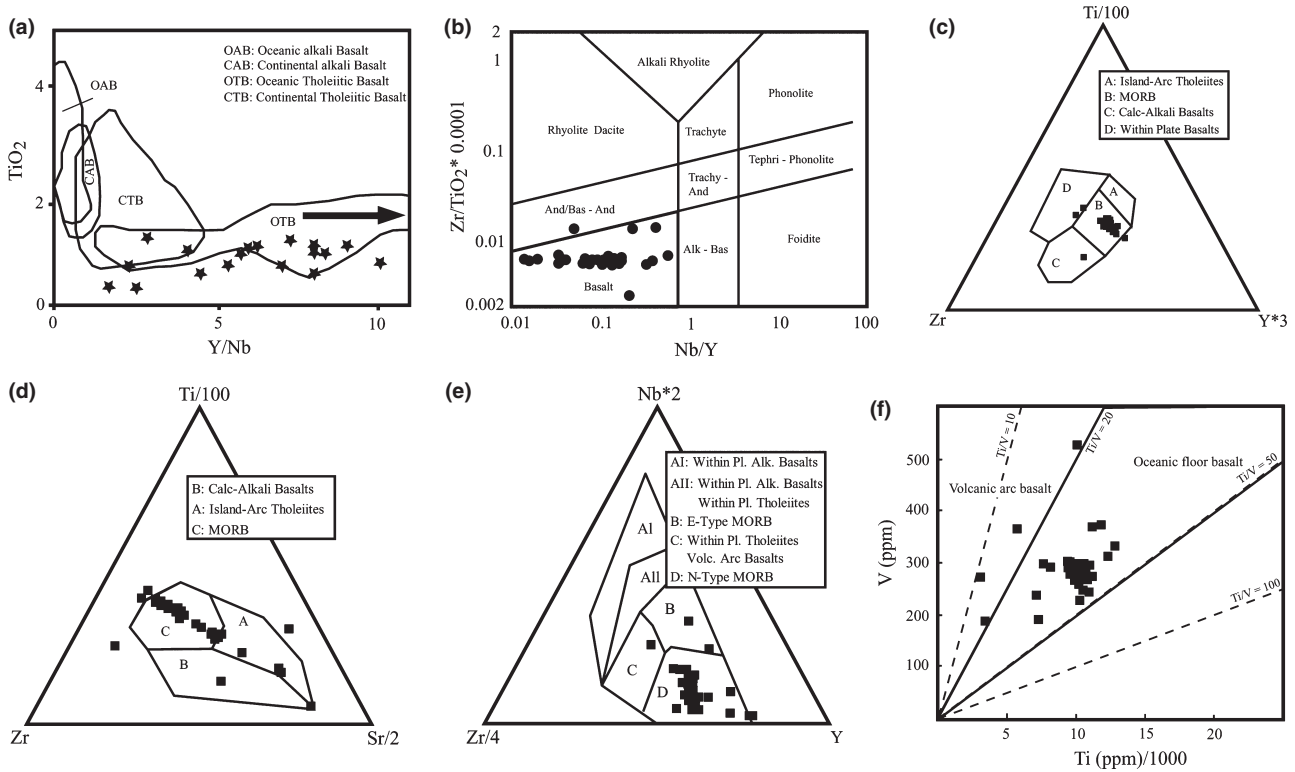 (a)
OAB: Oceanic alkali Basalt
CAB: Continental alkali Basalt
OTB: Oceanic Tholeiitic Basalt
CTB: Continental Tholeiitic Basalt
OAB
CAB
CTB
OTB
TiO2
4
2
0
0
5
10
Y/Nb
(b)
2
1
0.1
0.01
0.002
Zr/TiO2* 0.0001
Alkali Rhyolite
Phonolite
Rhyolite Dacite
Trachyte
Tephri - Phonolite
Trachy -
And
And/Bas - And
Alk - Bas
Foidite
Basalt
0.01
0.1
1
10
100
Nb/Y
(c)
Ti/100
A: Island-Arc Tholeiites
B: MORB
C: Calc-Alkali Basalts
D: Within Plate Basalts
D
A
B
C
Zr
Y*3
(d)
Ti/100
B: Calc-Alkali Basalts
A: Island-Arc Tholeiites
C: MORB
A
C
B
Zr
Sr/2
(e)
Nb*2
AI: Within Pl. Alk. Basalts
AII: Within Pl. Alk. Basalts
Within Pl. Tholeiites
B: E-Type MORB
C: Within Pl. Tholeiites
Volc. Arc Basalts
D: N-Type MORB
AI
AII
B
C
D
Zr/4
Y
(f)
Ti/V = 10
Ti/V = 20
Oceanic floor basalt
Ti/V = 50
Volcanic arc basalt
Ti/V = 100
500
400
300
200
100
V (ppm)
5
10
20
Ti (ppm)/1000